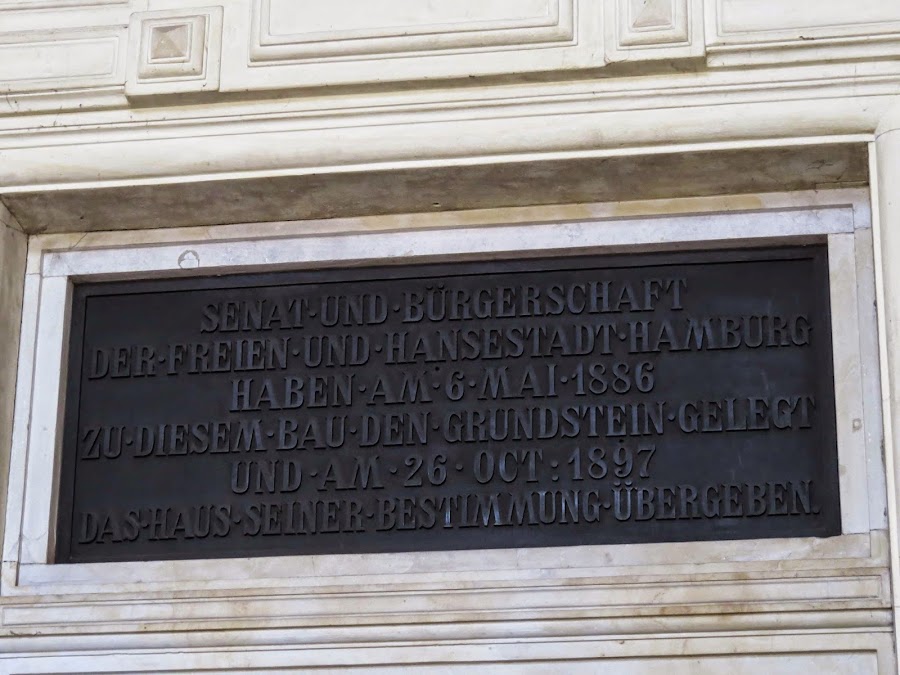 SENAT·UND·BÜRGERSCHAFT
DER·FREIEN·UND·HANSESTADT·HAMBURG
HABEN·AM·6·MAI·1886
ZU·DIESEM·BAU·DEN·GRUNDSTEIN·GELEGT
UND·AM·26·OCT:1897
DAS·HAUS·SEINER·BESTIMMUNG·ÜBERGEBEN.